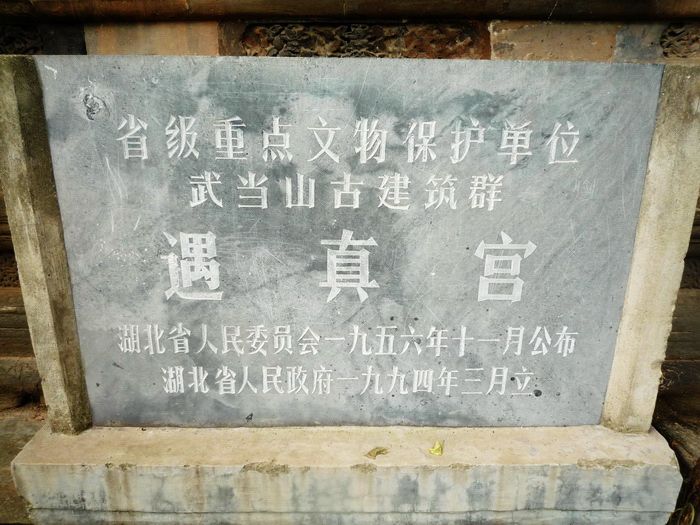 省级重点文物保护单位
武当山古建筑群
遇真宫
湖北省人民委员会一九五六年十一月公布
湖北省人民政府一九九四年三月立